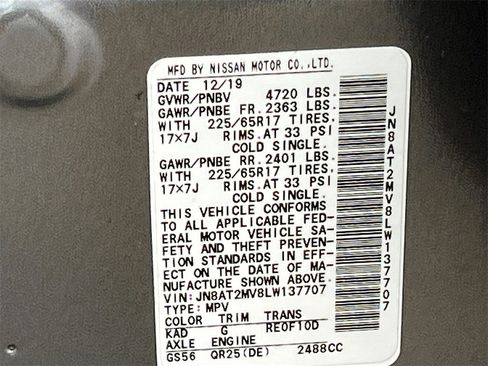 MFD BY NISSAN MOTOR CO.,LTD.
DATE 12/19
GVWR/PNBV 4720 LBS.
GAWR/PNBE FR. 2363 LBS.
WITH 225/65R17 TIRES,
17×7J RIMS.AT 33 PSI
COLD SINGLE.
GAWR/PNBE RR. 2401 LBS.
WITH 225/65R17 TIRES,
17×7J RIMS.AT 33 PSI
COLD SINGLE.
THIS VEHICLE CONFORMS
TO ALL APPLICABLE FED-
ERAL MOTOR VEHICLE SA-
FETY AND THEFT PREVEN-
TION STANDARDS IN EFF-
ECT ON THE DATE OF MA-
NUFACTURE SHOWN ABOVE.
VIN:JN8AT2MV8LW137707
TYPE:MPV
COLOR TRIM TRANS
KAD G RE0F10D
AXLE ENGINE
GS56 QR25(DE) 2488CC
JN8AT2MV8LW137707